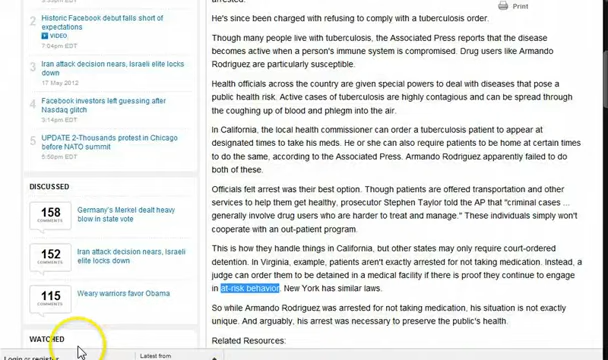 3:33pm EDT
2 Historic Facebook debut falls short of
expectations
VIDEO
7:04pm EDT
3 Iran attack decision nears, Israeli elite locks
down
17 May 2012
4 Facebook investors left guessing after
Nasdaq glitch
3:14pm EDT
5 UPDATE 2-Thousands protest in Chicago
before NATO summit
5:56pm EDT
DISCUSSED
158
COMMENTS
Germany's Merkel dealt heavy
blow in state vote
152
COMMENTS
Iran attack decision nears, Israeli
elite locks down
115
COMMENTS
Weary warriors favor Obama
WATCHED
Login or register
Latest from
Print
arrested.
He's since been charged with refusing to comply with a tuberculosis order.
Though many people live with tuberculosis, the Associated Press reports that the disease
becomes active when a person's immune system is compromised. Drug users like Armando
Rodriguez are particularly susceptible.
Health officials across the country are given special powers to deal with diseases that pose a
public health risk. Active cases of tuberculosis are highly contagious and can be spread through
the coughing up of blood and phlegm into the air.
In California, the local health commissioner can order a tuberculosis patient to appear at
designated times to take his meds. He or she can also require patients to be home at certain times
to do the same, according to the Associated Press. Armando Rodriguez apparently failed to do
both of these.
Officials felt arrest was their best option. Though patients are offered transportation and other
services to help them get healthy, prosecutor Stephen Taylor told the AP that "criminal cases ...
generally involve drug users who are harder to treat and manage." These individuals simply won't
cooperate with an out-patient program.
This is how they handle things in California, but other states may only require court-ordered
detention. In Virginia, example, patients aren't exactly arrested for not taking medication. Instead, a
judge can order them to be detained in a medical facility if there is proof they continue to engage
in at-risk behavior. New York has similar laws.
So while Armando Rodriguez was arrested for not taking medication, his situation is not exactly
unique. And arguably, his arrest was necessary to preserve the public's health.
Related Resources: